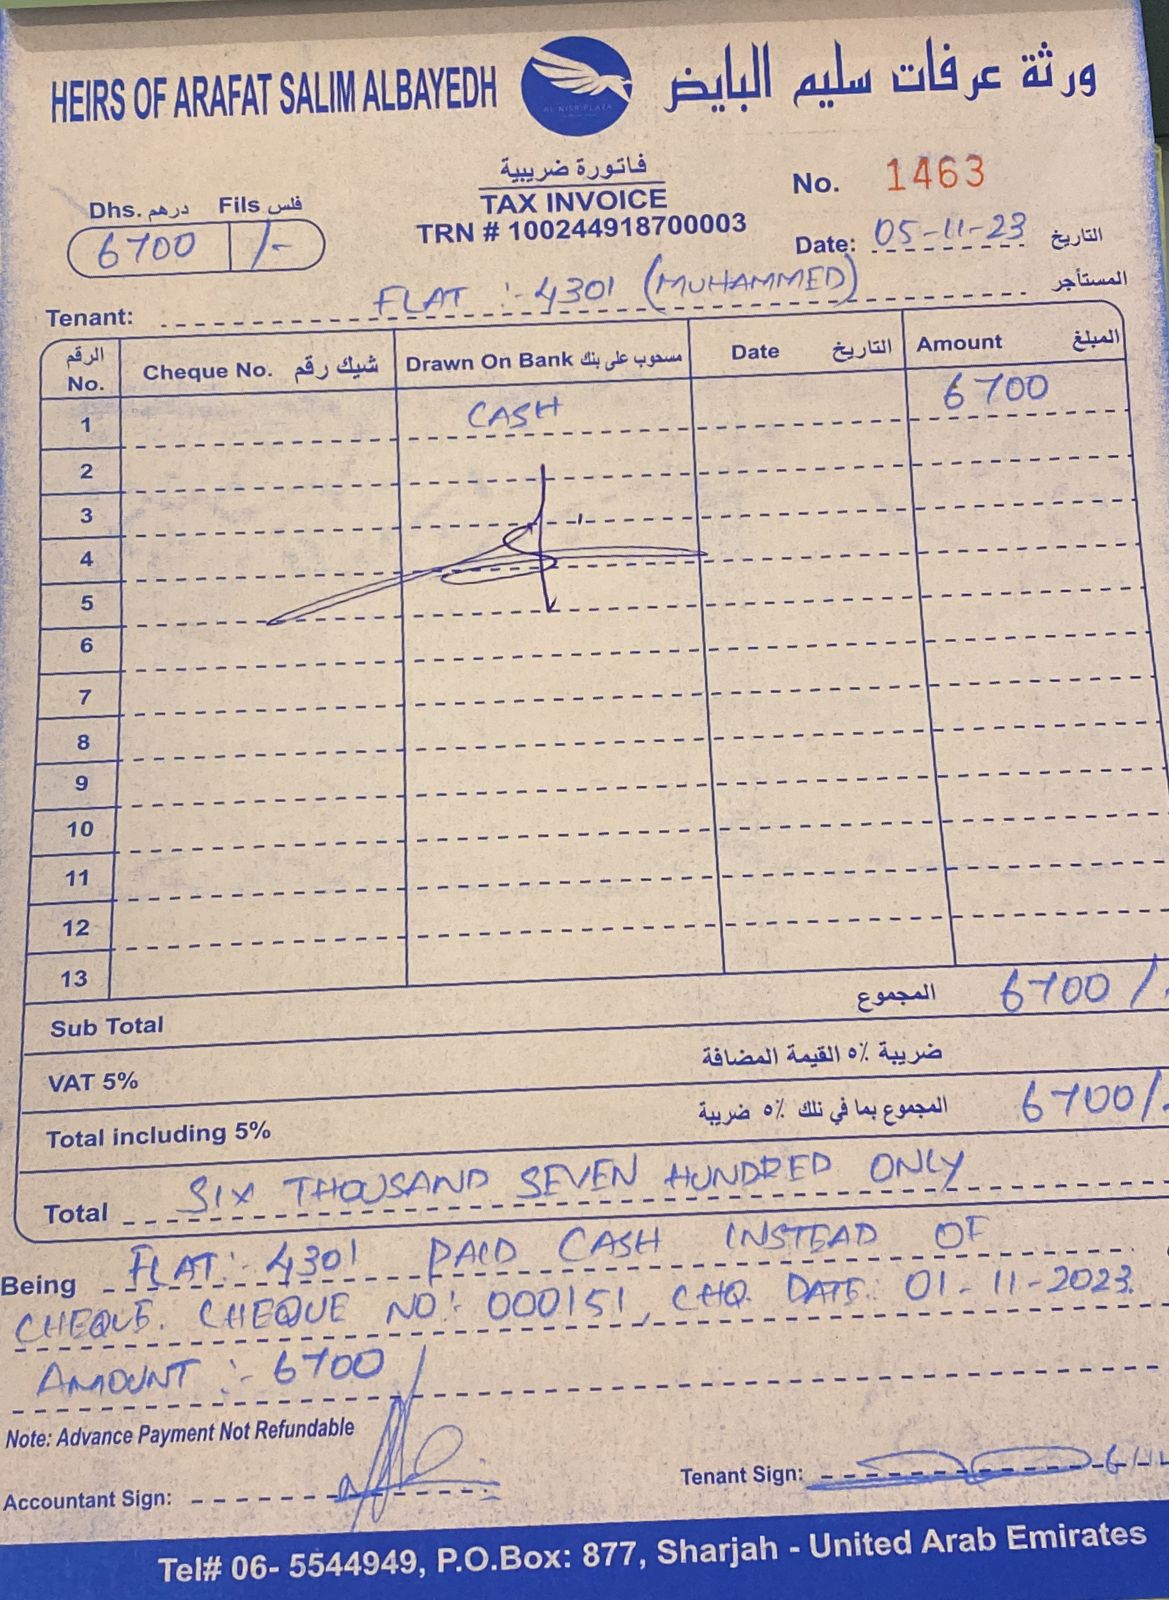 HEIRS OF ARAFAT SALIM ALBAYEDH
AL NISR PLAZA
ورثة عرفات سليم البايض
فاتورة ضريبية
TAX INVOICE
TRN # 100244918700003
No. 1463
Dhs. درهم Fils فلس
6700 /-
Date: 05-11-23 التاريخ
Tenant: FLAT :- 4301 (MUHAMMED) المستأجر
الرقم No. Cheque No. شيك رقم Drawn On Bank مسحوب على بنك Date التاريخ Amount المبلغ
1 CASH 6700
2
3
4
5
6
7
8
9
10
11
12
13
Sub Total المجموع 6700/-
VAT 5% ضريبة ٥٪ القيمة المضافة
Total including 5% المجموع بما في تلك ٥٪ ضريبة 6700/-
Total SIX THOUSAND SEVEN HUNDRED ONLY
Being FLAT:- 4301 PAID CASH INSTEAD OF
CHEQUE. CHEQUE NO:- 000151, CHQ. DATE: 01-11-2023.
AMOUNT :- 6700
Note: Advance Payment Not Refundable
Accountant Sign:
Tenant Sign:
Tel# 06- 5544949, P.O.Box: 877, Sharjah - United Arab Emirates